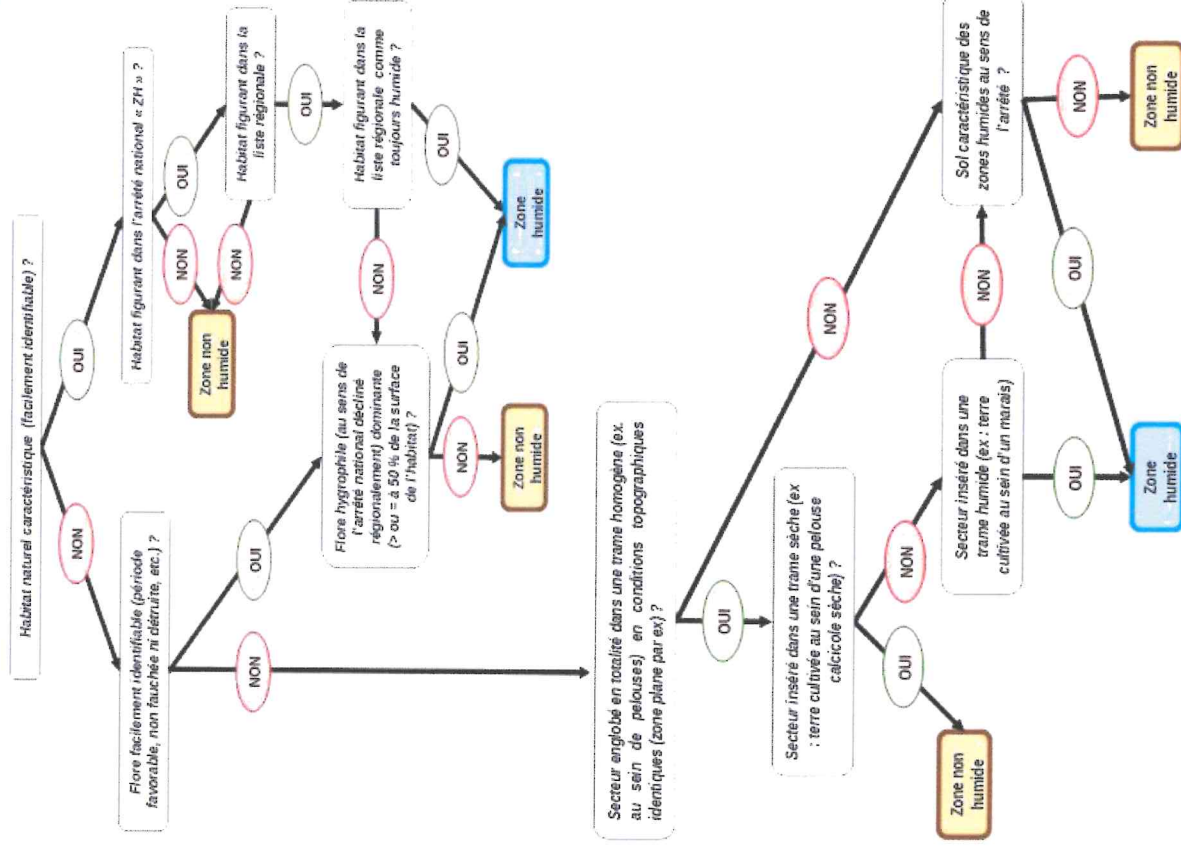 Habitat naturel caractéristique (facilement identifiable) ?
NON
OUI
Flore facilement identifiable (période
favorable, non fauchée ni détruite, etc.) ?
Habitat figurant dans l'arrêté national « ZH » ?
NON
OUI
Zone non
humide
NON
Habitat figurant dans la
liste régionale ?
OUI
OUI
NON
Flore hygrophile (au sens de
l'arrêté national décliné
régionalement) dominante
(> ou = à 50 % de la surface
de l'habitat) ?
NON
Habitat figurant dans la
liste régionale comme
toujours humide ?
NON
OUI
OUI
Zone non
humide
Zone
humide
Secteur englobé en totalité dans une trame homogène (ex.
au sein de pelouses) en conditions topographiques
identiques (zone plane par ex) ?
OUI
NON
Secteur inséré dans une trame sèche (ex
: terre cultivée au sein d'une pelouse
calcicole sèche) ?
OUI
NON
Zone non
humide
Secteur inséré dans une
trame humide (ex : terre
cultivée au sein d'un marais)
NON
Sol caractéristique des
zones humides au sens de
l'arrêté ?
OUI
OUI
NON
Zone
humide
Zone non
humide